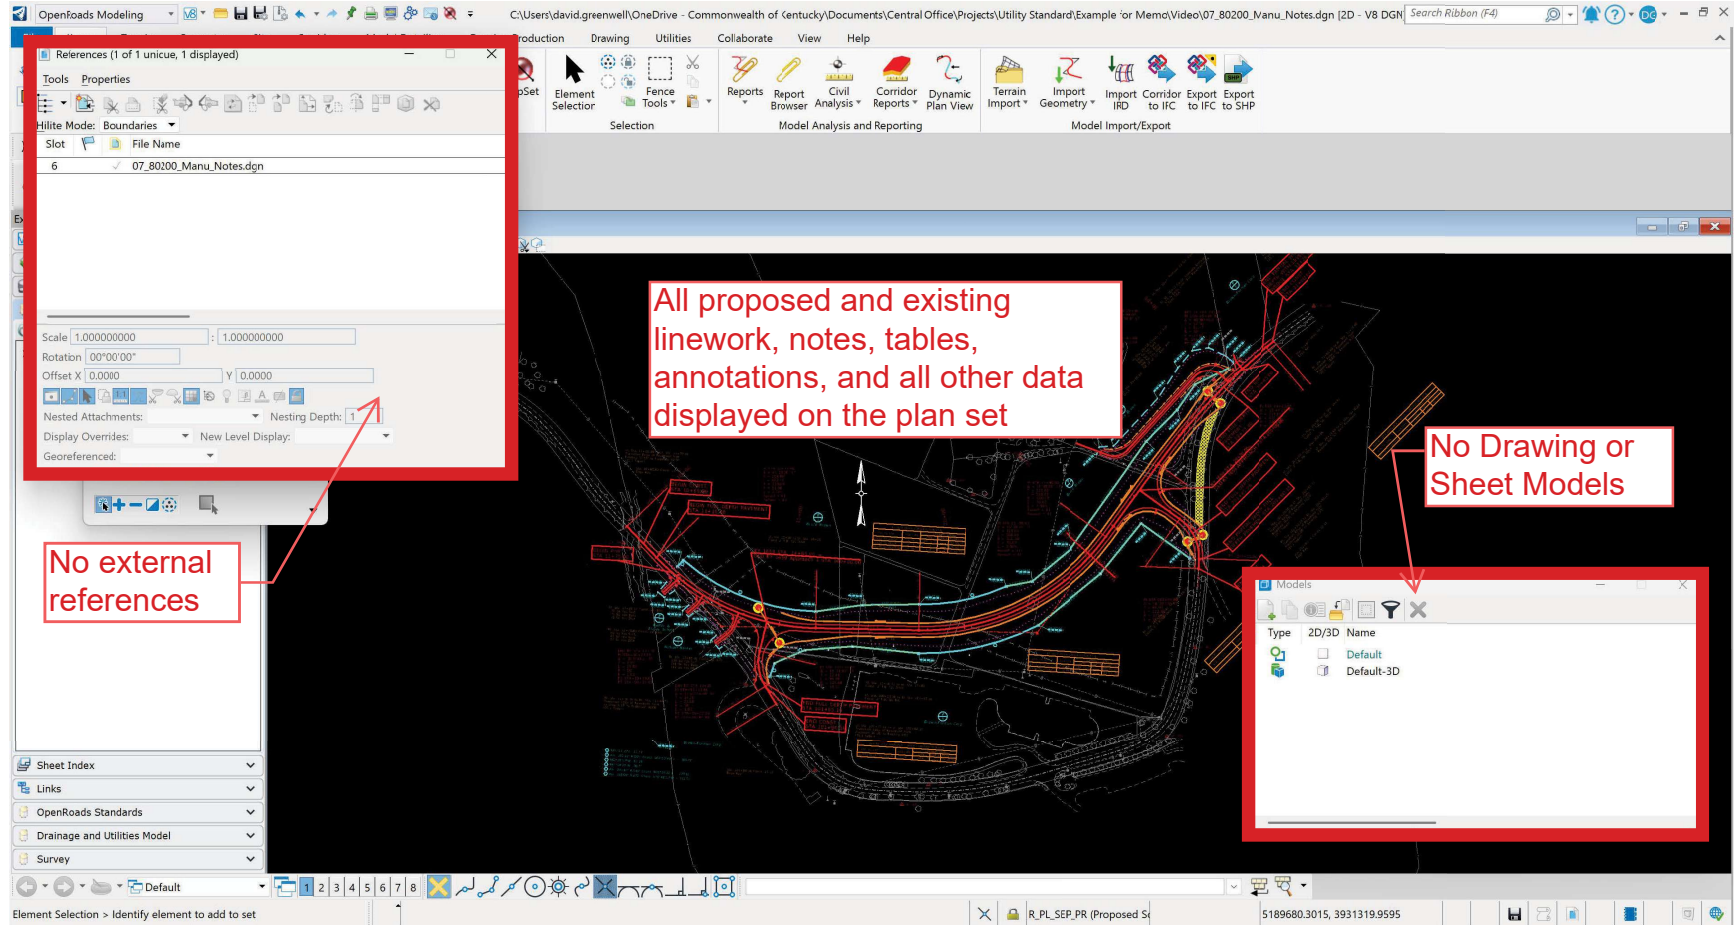 OpenRoads Modeling
C:\Users\david.greenwell\OneDrive - Commonwealth of Kentucky\Documents\Central Office\Projects\Utility Standard\Example for Memo\Video\07_80200_Manu_Notes.dgn [2D - V8 DGN
Search Ribbon (F4)
DG
Drawing Utilities Collaborate View Help
References (1 of 1 unicue, 1 displayed)
Tools Properties
Hilite Mode: Boundaries
Slot File Name
6 07_80200_Manu_Notes.dgn
Element Selection
Fence Tools
Selection
Reports
Report Browser
Civil Analysis
Corridor Reports
Dynamic Plan View
Model Analysis and Reporting
Terrain Import
Import Geometry
Import IRD
Corridor to IFC
Export to IFC
Export to SHP
Model Import/Export
Scale 1.000000000 : 1.000000000
Rotation 00°00'00"
Offset X 0.0000 Y 0.0000
Nested Attachments: Nesting Depth: 1
Display Overrides: New Level Display:
Georeferenced:
All proposed and existing
linework, notes, tables,
annotations, and all other data
displayed on the plan set
No Drawing or
Sheet Models
No external
references
Models
Type 2D/3D Name
Default
Default-3D
Sheet Index
Links
OpenRoads Standards
Drainage and Utilities Model
Survey
Default
1 2 3 4 5 6 7 8
Element Selection > Identify element to add to set
R_PL_SEP_PR (Proposed Se
5189680.3015, 3931319.9595